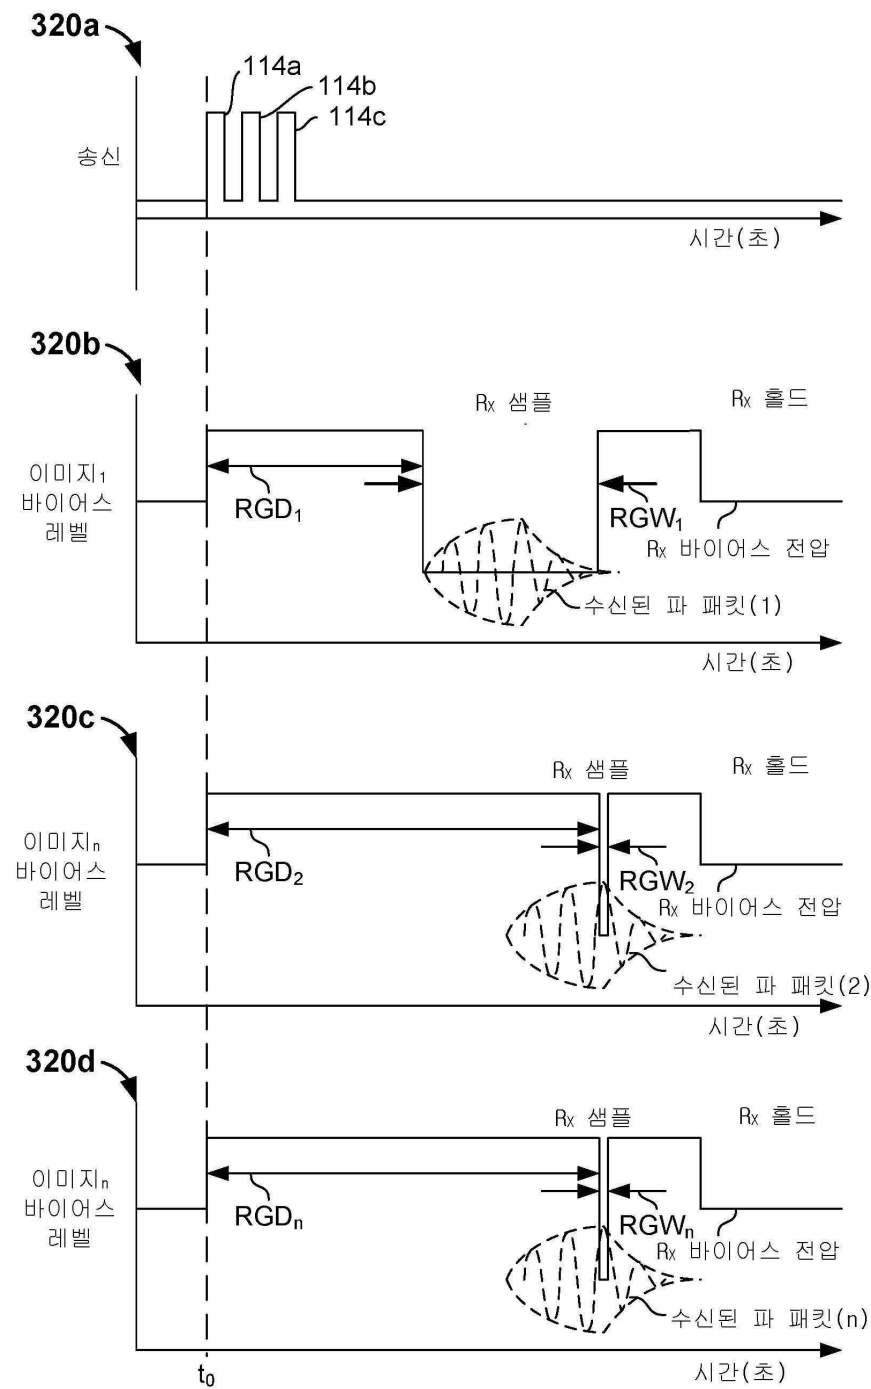 320a
114a
114b
114c
송신
시간(초)
320b
Rx 샘플
Rx 홀드
이미지1
바이어스
레벨
RGD1
RGW1
Rx 바이어스 전압
수신된 파 패킷(1)
시간(초)
320c
Rx 샘플
Rx 홀드
이미지n
바이어스
레벨
RGD2
RGW2
Rx 바이어스 전압
수신된 파 패킷(2)
시간(초)
320d
Rx 샘플
Rx 홀드
이미지n
바이어스
레벨
RGDn
RGWn
Rx 바이어스 전압
수신된 파 패킷(n)
시간(초)
t0